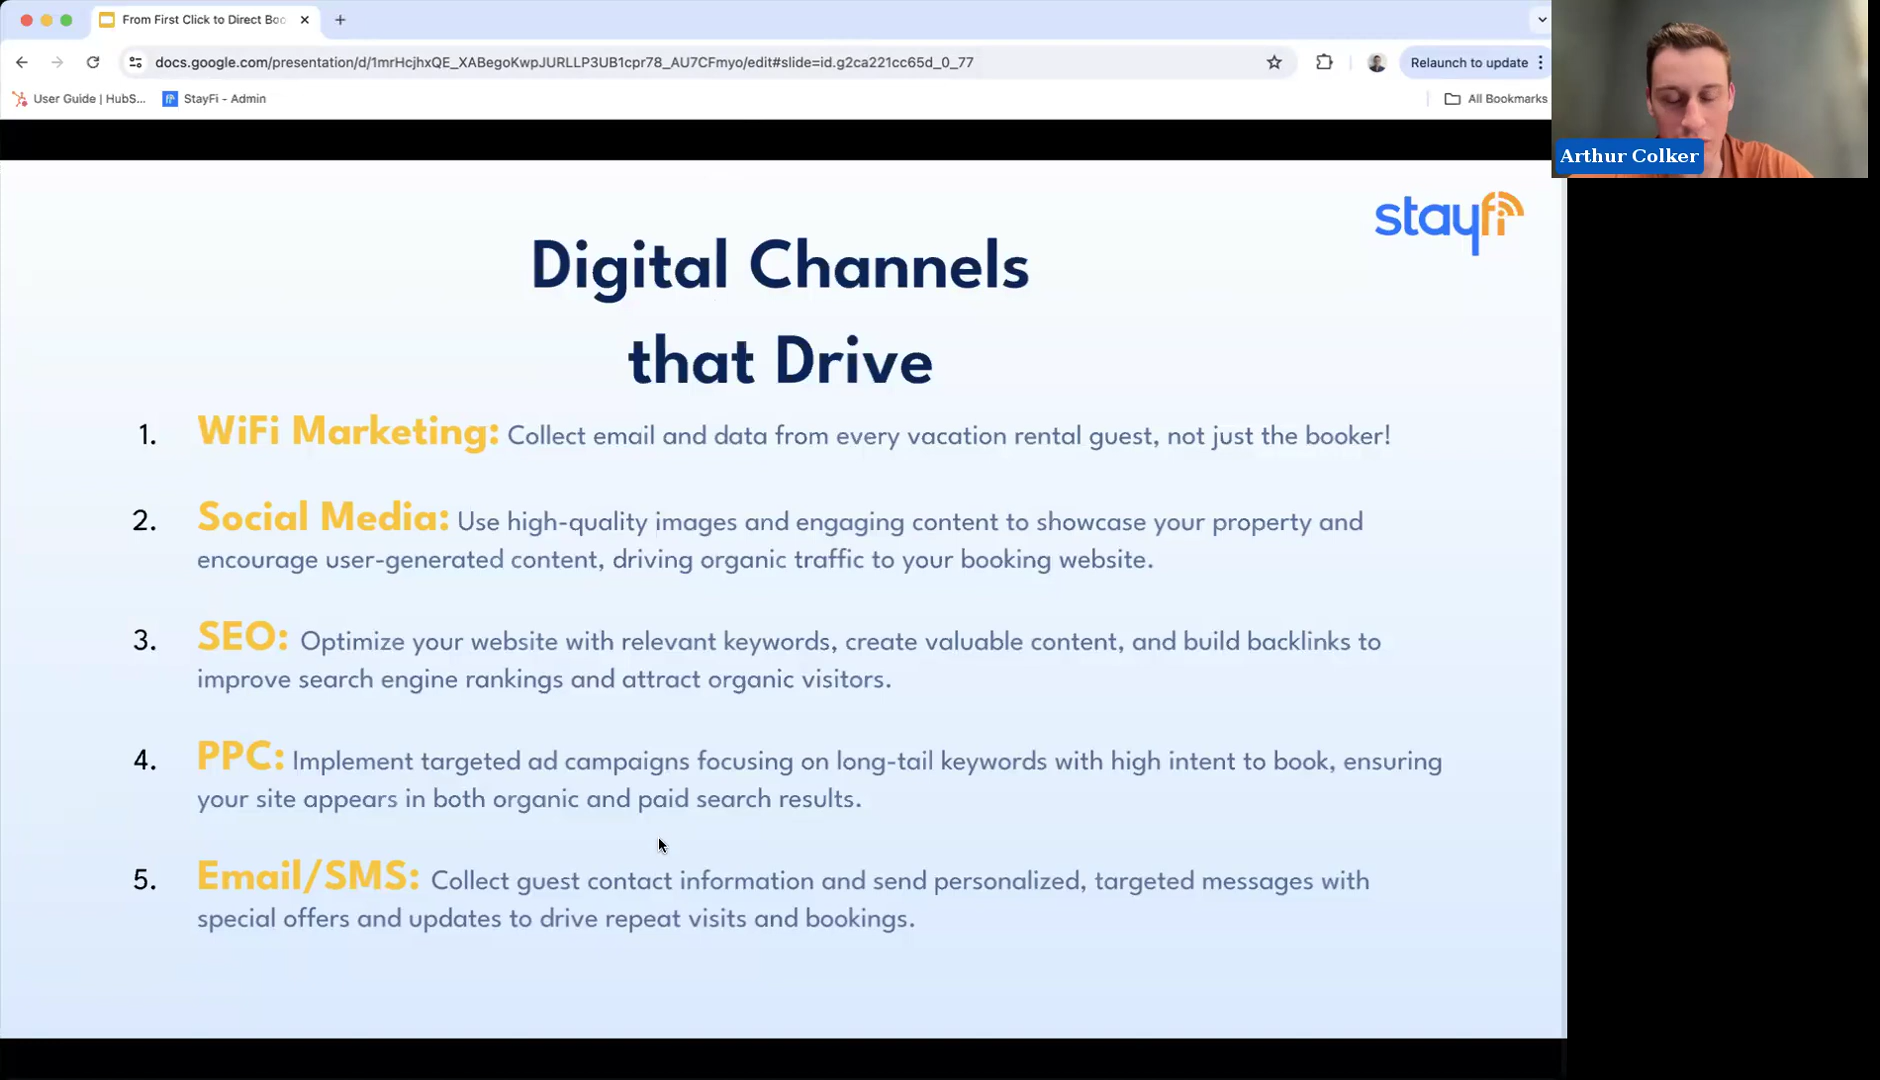 From First Click to Direct Boo
docs.google.com/presentation/d/1mrHcjhxQE_XABegoKwpJURLLP3UB1cpr78_AU7CFmyo/edit#slide=id.g2ca221cc65d_0_77
Relaunch to update
User Guide | HubS...
StayFi - Admin
All Bookmarks
Arthur Colker
stayfi
Digital Channels
that Drive
1. WiFi Marketing: Collect email and data from every vacation rental guest, not just the booker!
2. Social Media: Use high-quality images and engaging content to showcase your property and
encourage user-generated content, driving organic traffic to your booking website.
3. SEO: Optimize your website with relevant keywords, create valuable content, and build backlinks to
improve search engine rankings and attract organic visitors.
4. PPC: Implement targeted ad campaigns focusing on long-tail keywords with high intent to book, ensuring
your site appears in both organic and paid search results.
5. Email/SMS: Collect guest contact information and send personalized, targeted messages with
special offers and updates to drive repeat visits and bookings.